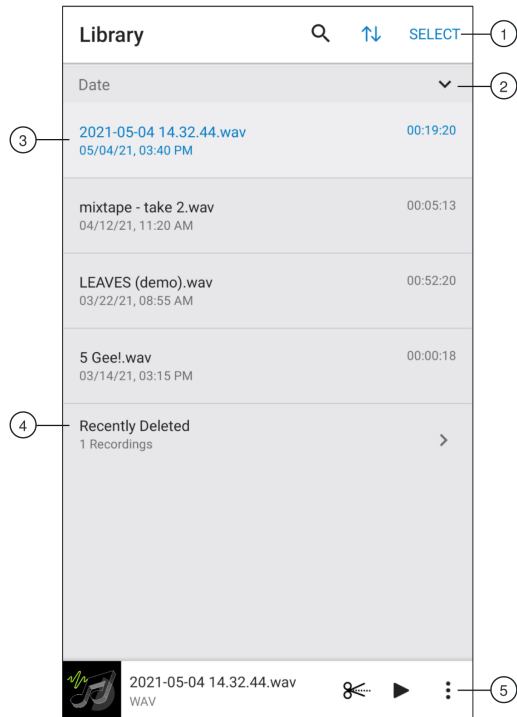 Library SELECT 1
Date 2
3 2021-05-04 14.32.44.wav 00:19:20
05/04/21, 03:40 PM
mixtape - take 2.wav 00:05:13
04/12/21, 11:20 AM
LEAVES (demo).wav 00:52:20
03/22/21, 08:55 AM
5 Gee!.wav 00:00:18
03/14/21, 03:15 PM
4 Recently Deleted
1 Recordings
2021-05-04 14.32.44.wav 5
WAV